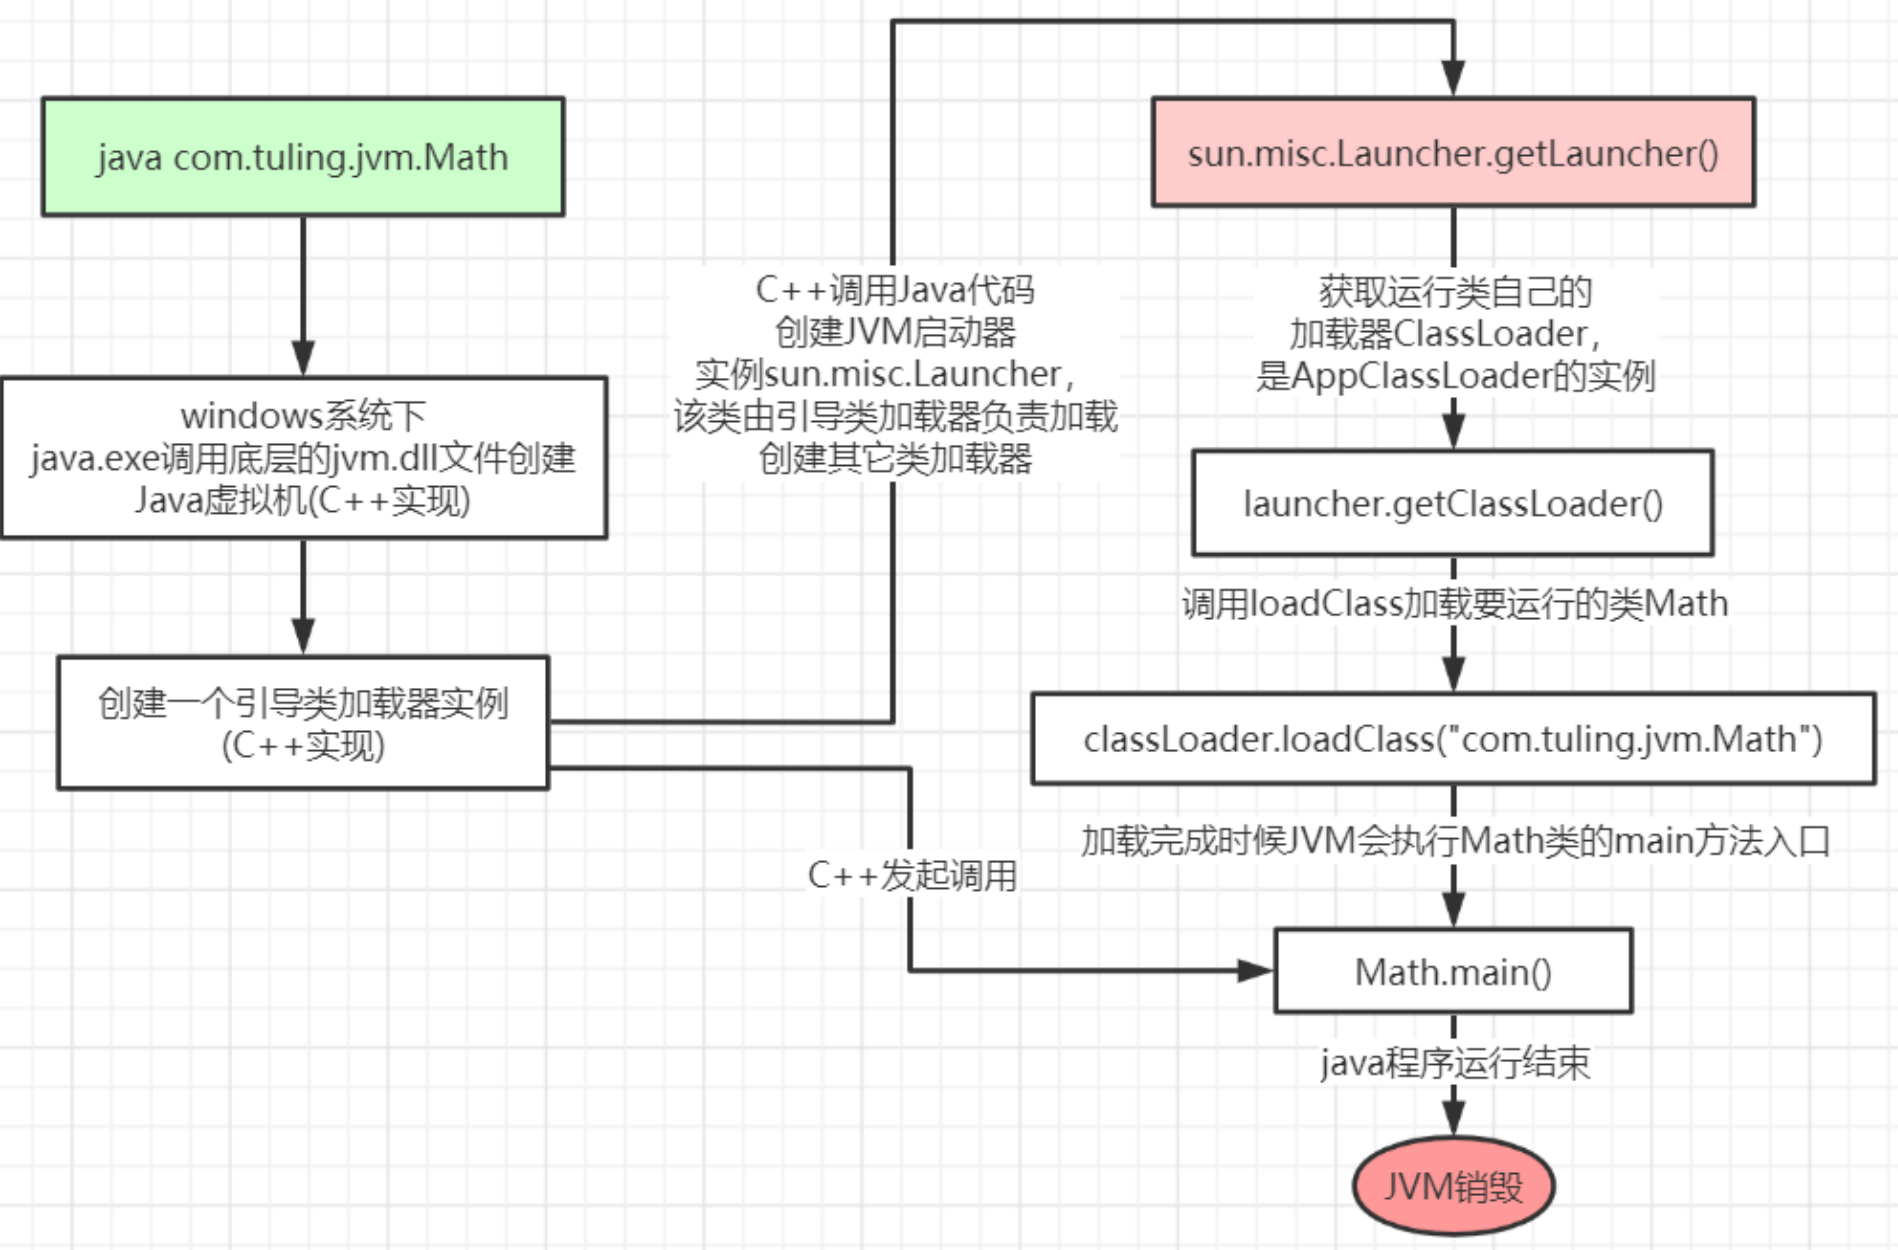 java com.tuling.jvm.Math
windows系统下
java.exe调用底层的jvm.dll文件创建
Java虚拟机(C++实现)
创建一个引导类加载器实例
(C++实现)
C++调用Java代码
创建JVM启动器
实例sun.misc.Launcher，
该类由引导类加载器负责加载
创建其它类加载器
C++发起调用
sun.misc.Launcher.getLauncher()
获取运行类自己的
加载器ClassLoader，
是AppClassLoader的实例
launcher.getClassLoader()
调用loadClass加载要运行的类Math
classLoader.loadClass("com.tuling.jvm.Math")
加载完成时候JVM会执行Math类的main方法入口
Math.main()
java程序运行结束
JVM销毁